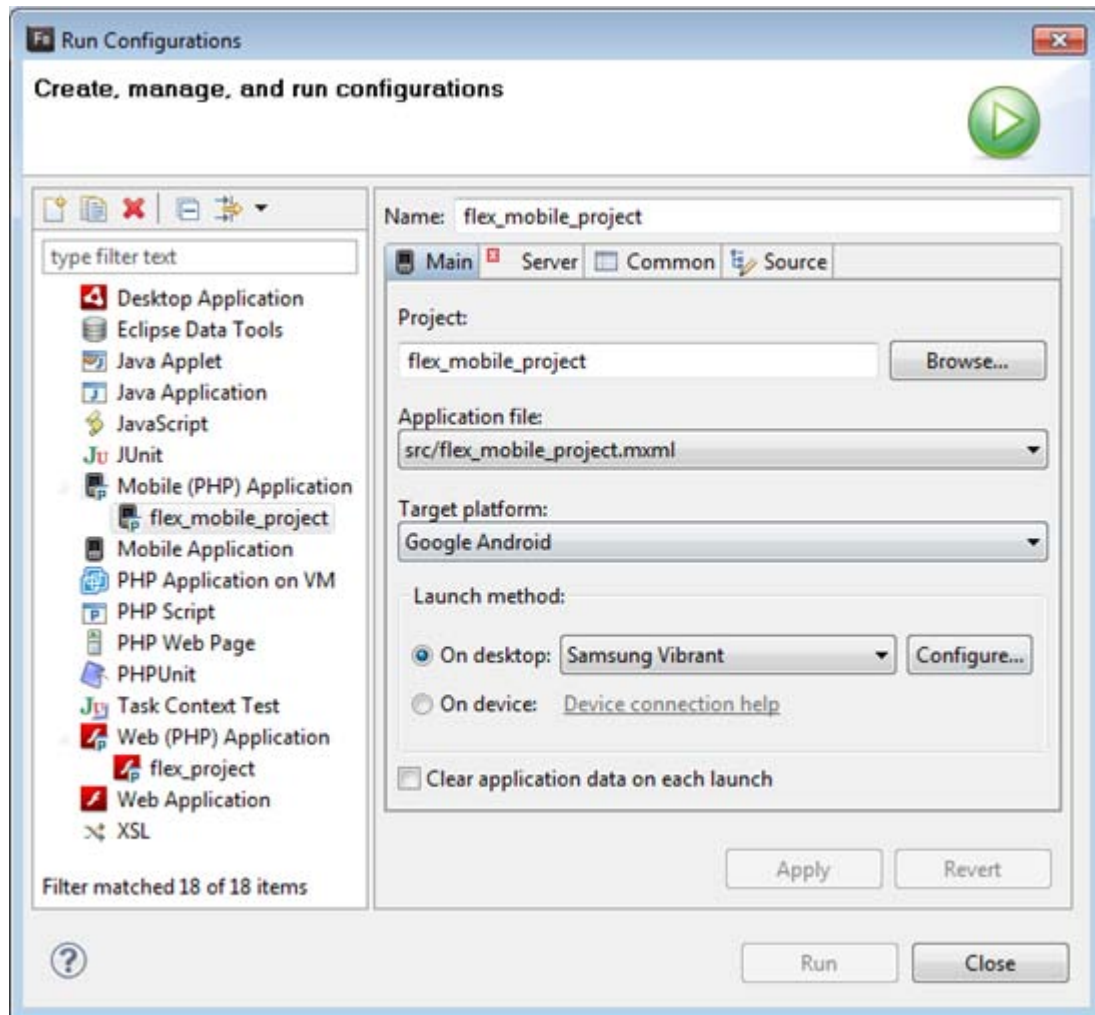 Fb Run Configurations
Create, manage, and run configurations
type filter text
Desktop Application
Eclipse Data Tools
Java Applet
Java Application
JavaScript
Ju JUnit
Mobile (PHP) Application
flex_mobile_project
Mobile Application
PHP Application on VM
PHP Script
PHP Web Page
PHPUnit
Task Context Test
Web (PHP) Application
flex_project
Web Application
XSL
Filter matched 18 of 18 items
Name: flex_mobile_project
Main Server Common Source
Project:
flex_mobile_project Browse...
Application file:
src/flex_mobile_project.mxml
Target platform:
Google Android
Launch method:
On desktop: Samsung Vibrant Configure...
On device: Device connection help
Clear application data on each launch
Apply Revert
? Run Close